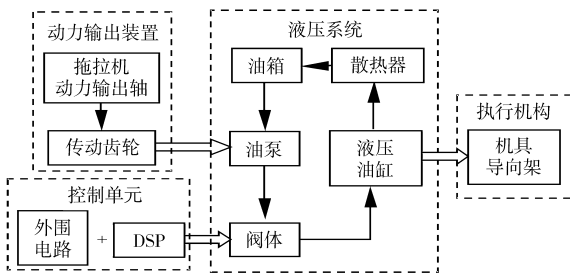 动力输出装置
拖拉机
动力输出轴
传动齿轮
液压系统
油箱
散热器
油泵
液压
油缸
阀体
执行机构
机具
导向架
控制单元
外围
电路
+
DSP